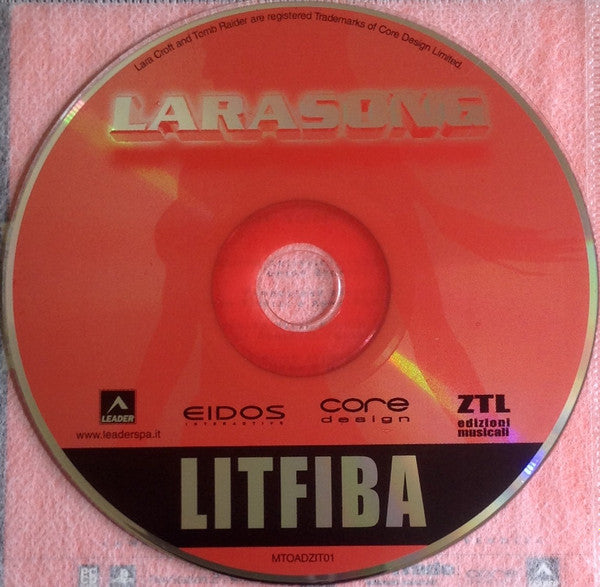 Lara Croft and Tomb Raider are registered Trademarks of Core Design Limited.
LARASONG
LEADER
www.leaderspa.it
EIDOS
INTERACTIVE
core
design
ZTL
edizioni
musicali
LITFIBA
MTOADZIT01